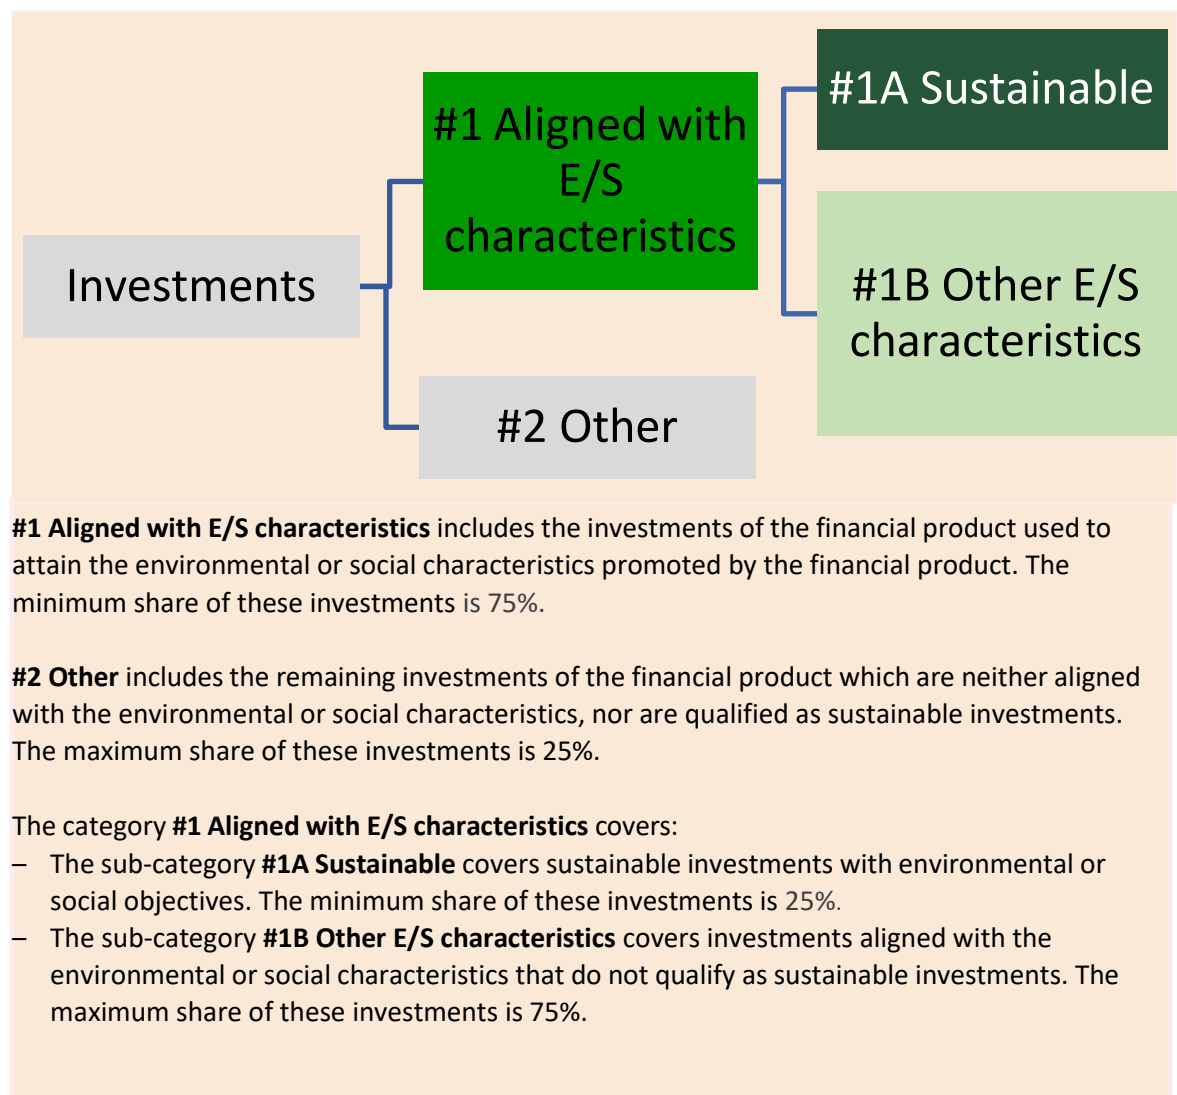 #1A Sustainable
#1 Aligned with
E/S
characteristics
Investments
#1B Other E/S
characteristics
#2 Other
#1 Aligned with E/S characteristics includes the investments of the financial product used to
attain the environmental or social characteristics promoted by the financial product. The
minimum share of these investments is 75%.
#2 Other includes the remaining investments of the financial product which are neither aligned
with the environmental or social characteristics, nor are qualified as sustainable investments.
The maximum share of these investments is 25%.
The category #1 Aligned with E/S characteristics covers:
– The sub-category #1A Sustainable covers sustainable investments with environmental or
social objectives. The minimum share of these investments is 25%.
– The sub-category #1B Other E/S characteristics covers investments aligned with the
environmental or social characteristics that do not qualify as sustainable investments. The
maximum share of these investments is 75%.